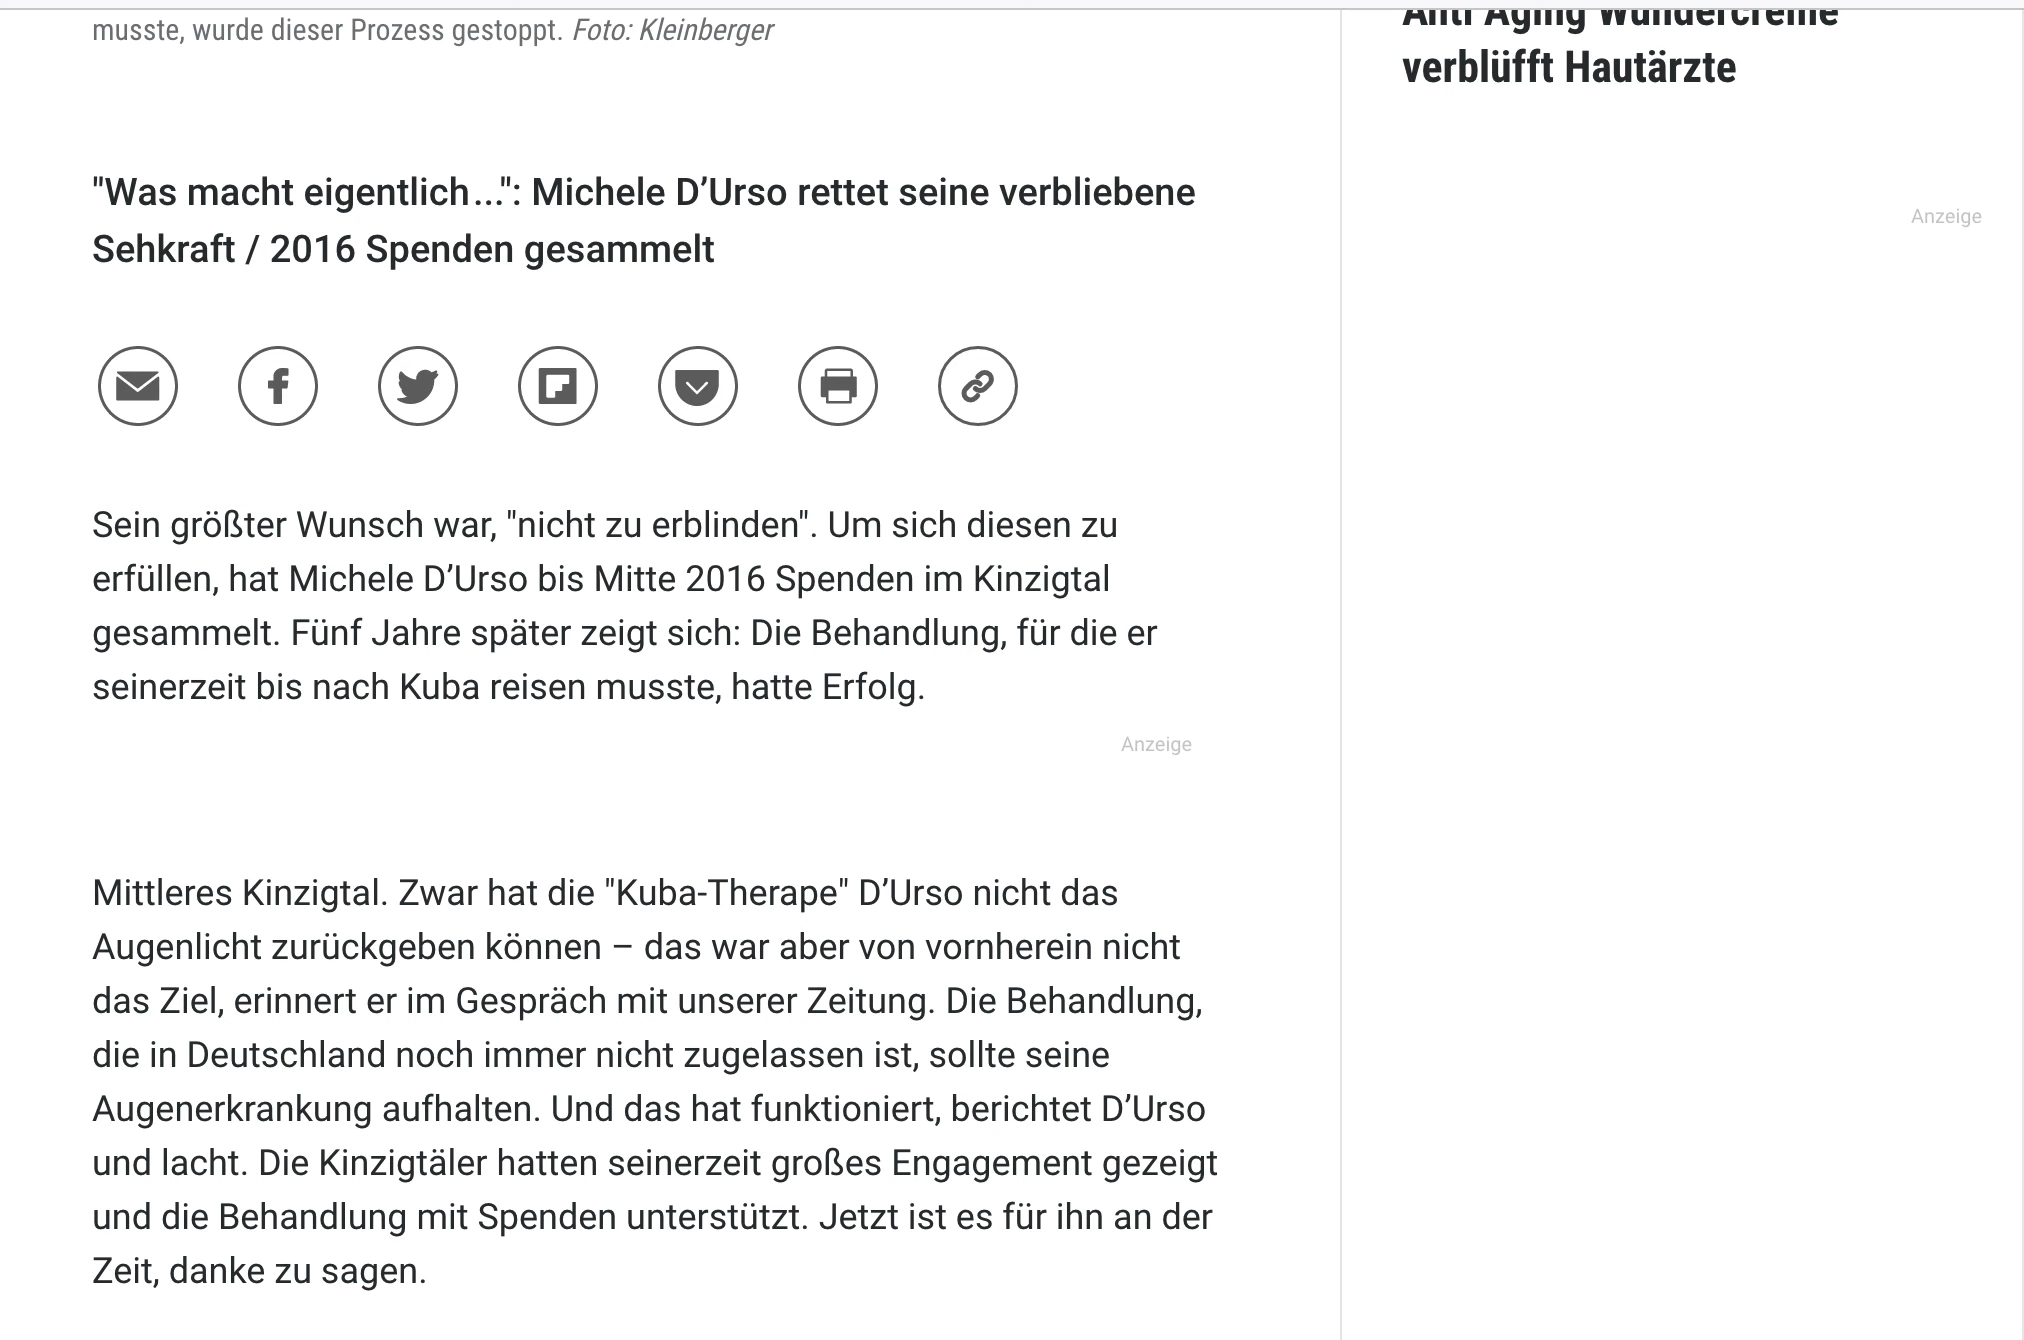 musste, wurde dieser Prozess gestoppt. Foto: Kleinberger
"Was macht eigentlich...": Michele D’Urso rettet seine verbliebene
Sehkraft / 2016 Spenden gesammelt
Sein größter Wunsch war, "nicht zu erblinden". Um sich diesen zu
erfüllen, hat Michele D’Urso bis Mitte 2016 Spenden im Kinzigtal
gesammelt. Fünf Jahre später zeigt sich: Die Behandlung, für die er
seinerzeit bis nach Kuba reisen musste, hatte Erfolg.
Anzeige
Mittleres Kinzigtal. Zwar hat die "Kuba-Therape" D’Urso nicht das
Augenlicht zurückgeben können – das war aber von vornherein nicht
das Ziel, erinnert er im Gespräch mit unserer Zeitung. Die Behandlung,
die in Deutschland noch immer nicht zugelassen ist, sollte seine
Augenerkrankung aufhalten. Und das hat funktioniert, berichtet D’Urso
und lacht. Die Kinzigtäler hatten seinerzeit großes Engagement gezeigt
und die Behandlung mit Spenden unterstützt. Jetzt ist es für ihn an der
Zeit, danke zu sagen.
Anti Aging Wundercreme
verblüfft Hautärzte
Anzeige